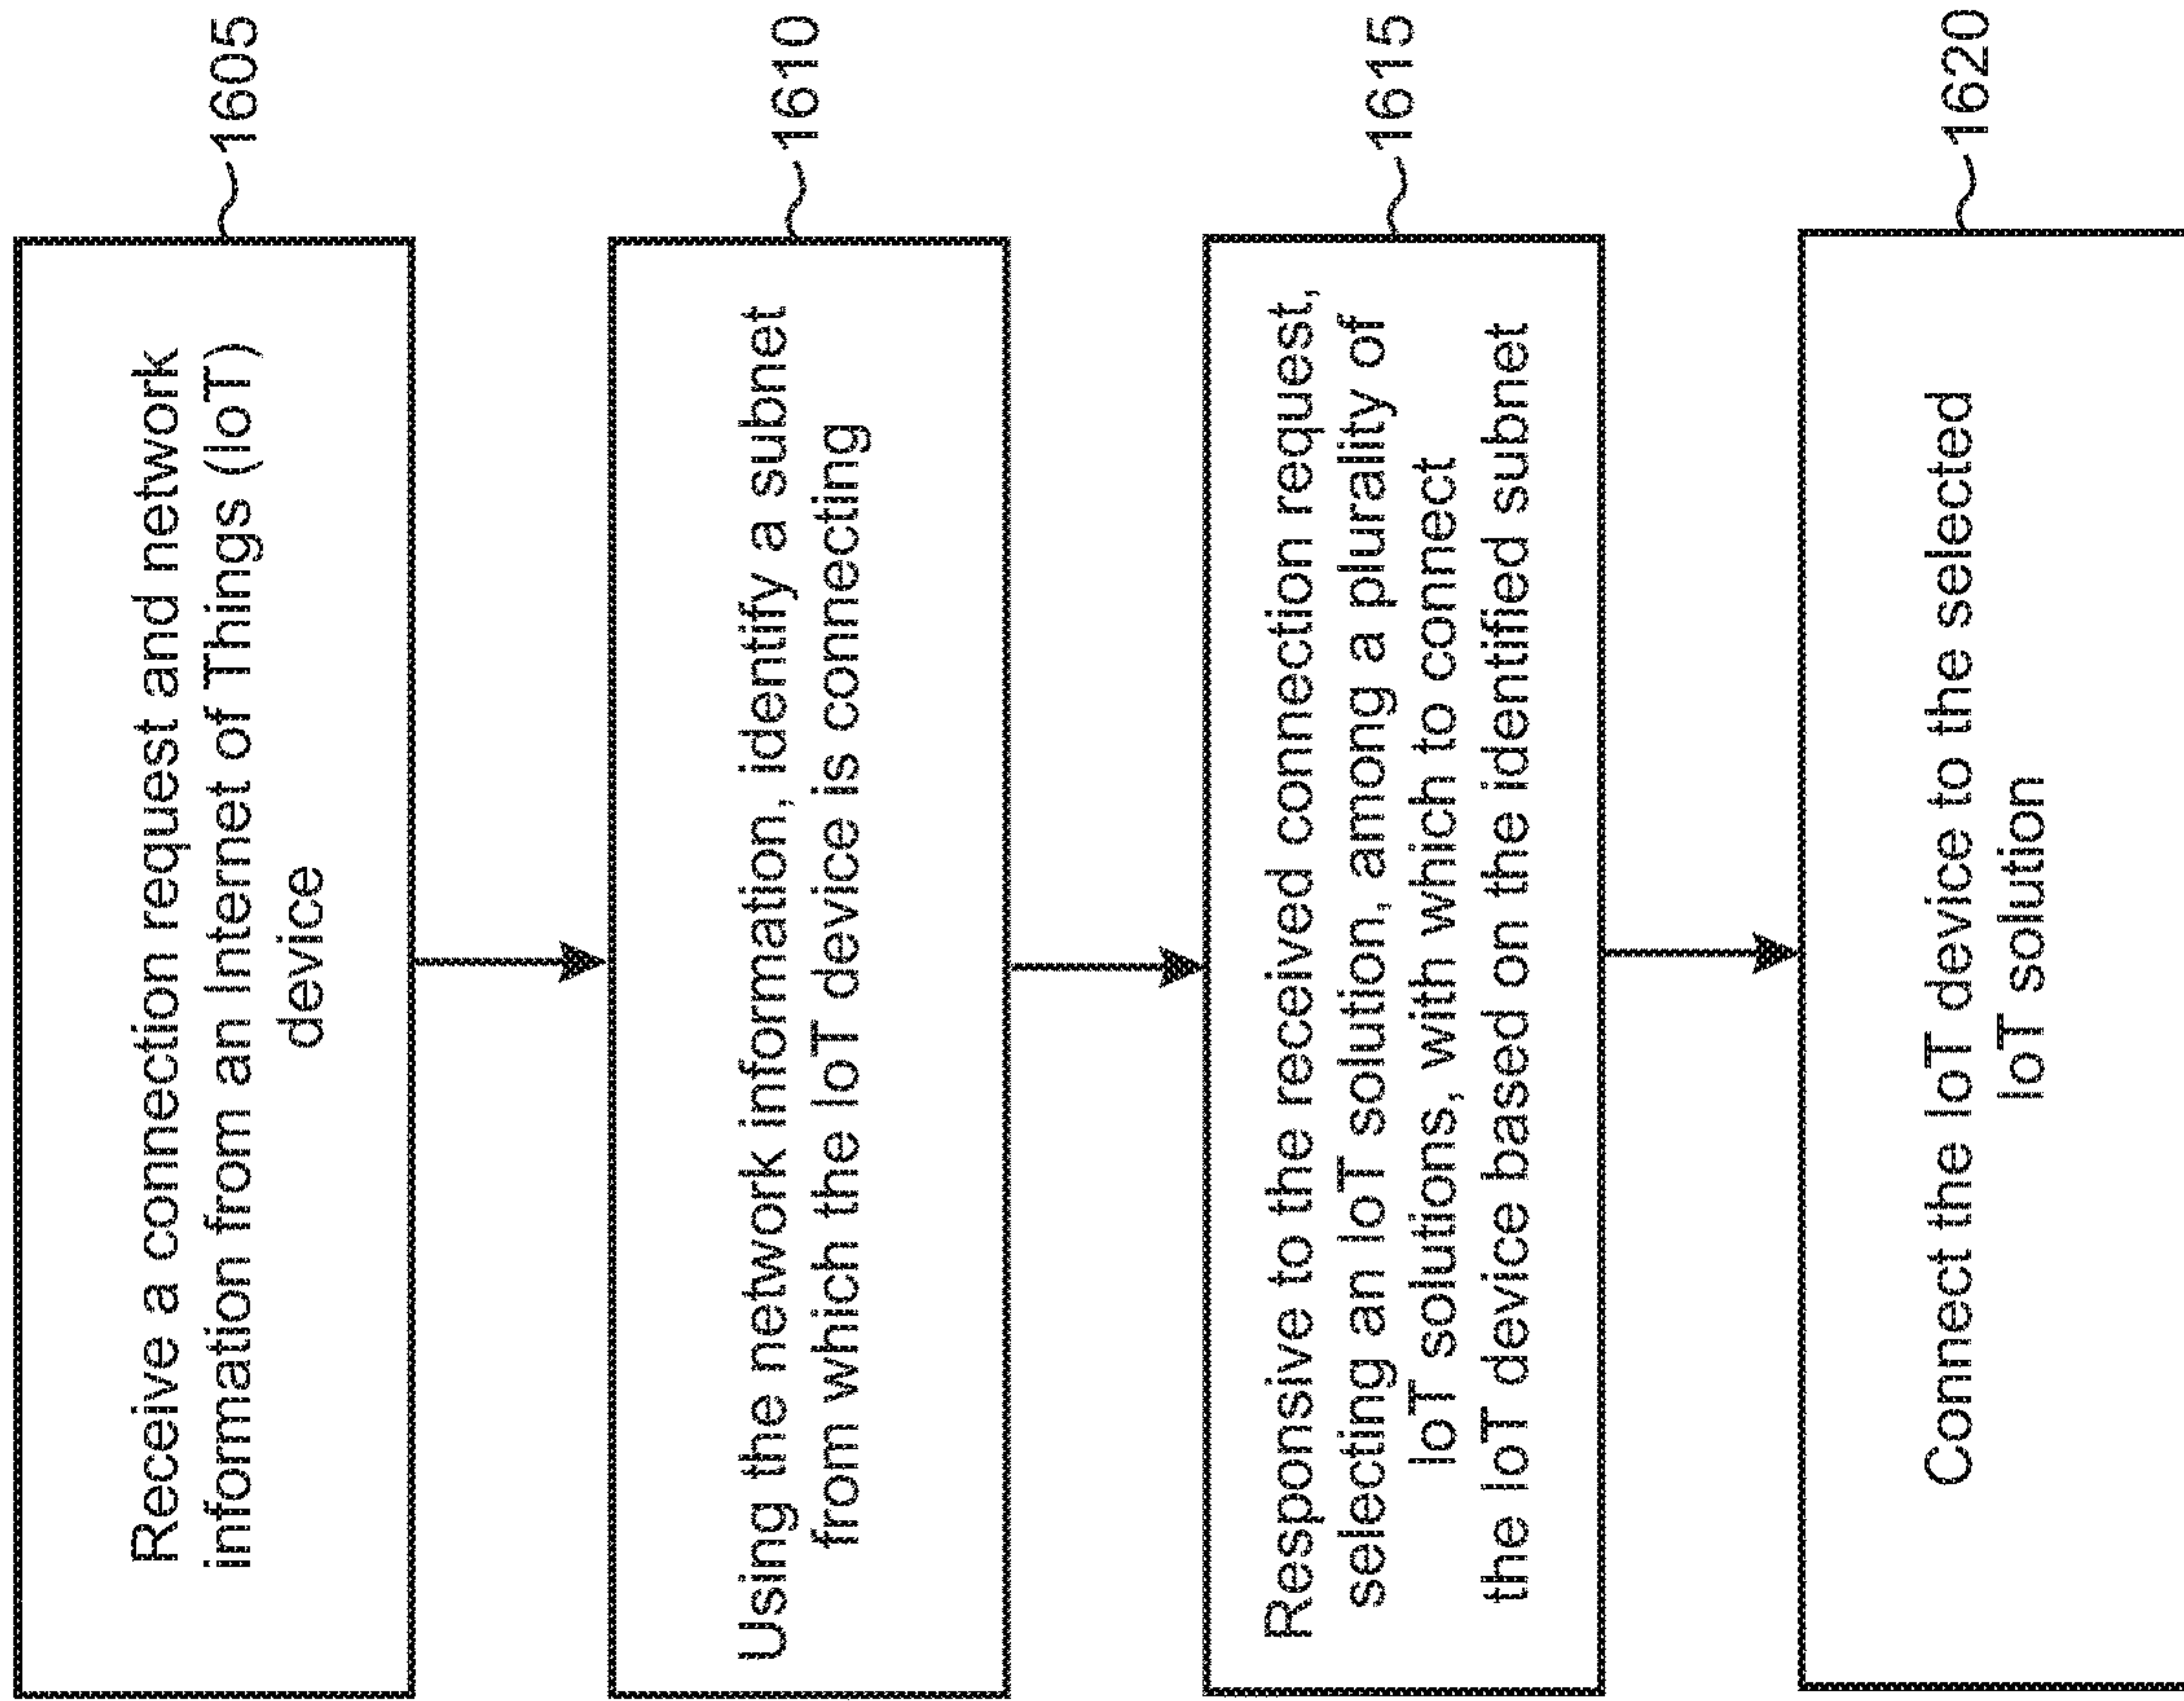 Receive a connection request and network
information from an Internet of Things (IoT)
device
1605
Using the network information, identify a subnet
from which the IoT device is connecting
1610
Responsive to the received connection request,
selecting an IoT solution, among a plurality of
IoT solutions, with which to connect
the IoT device based on the identified subnet
1615
Connect the IoT device to the selected
IoT solution
1620